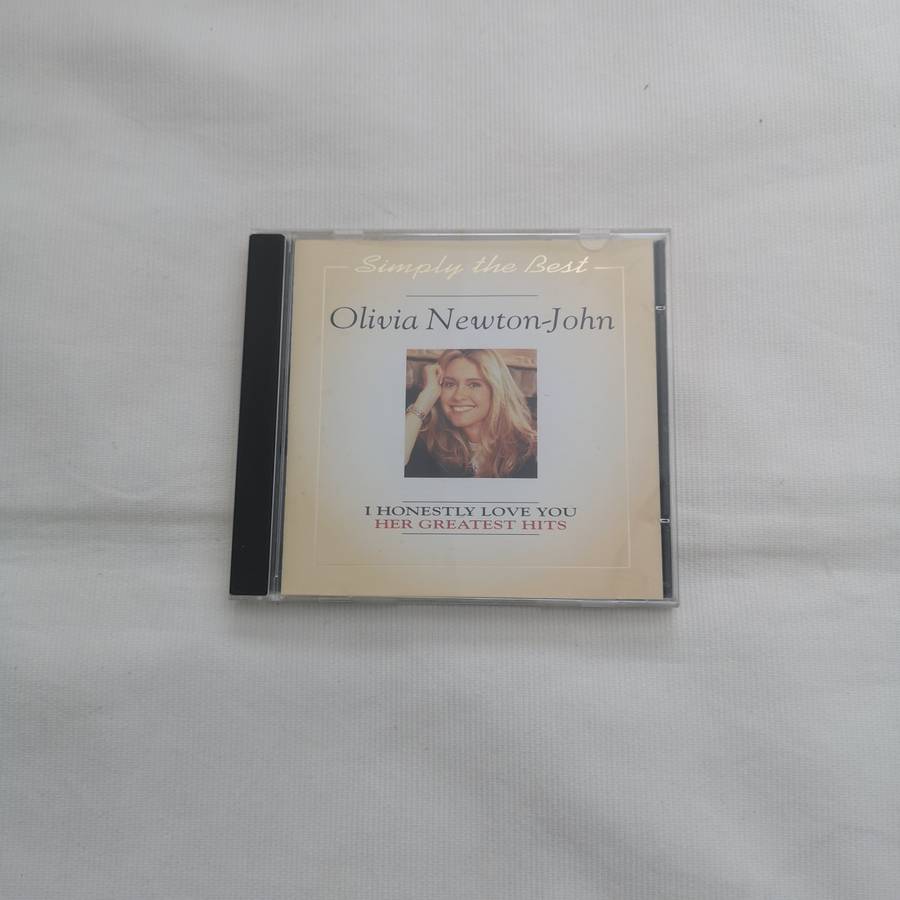 Simply the Best
Olivia Newton-John
I HONESTLY LOVE YOU
HER GREATEST HITS